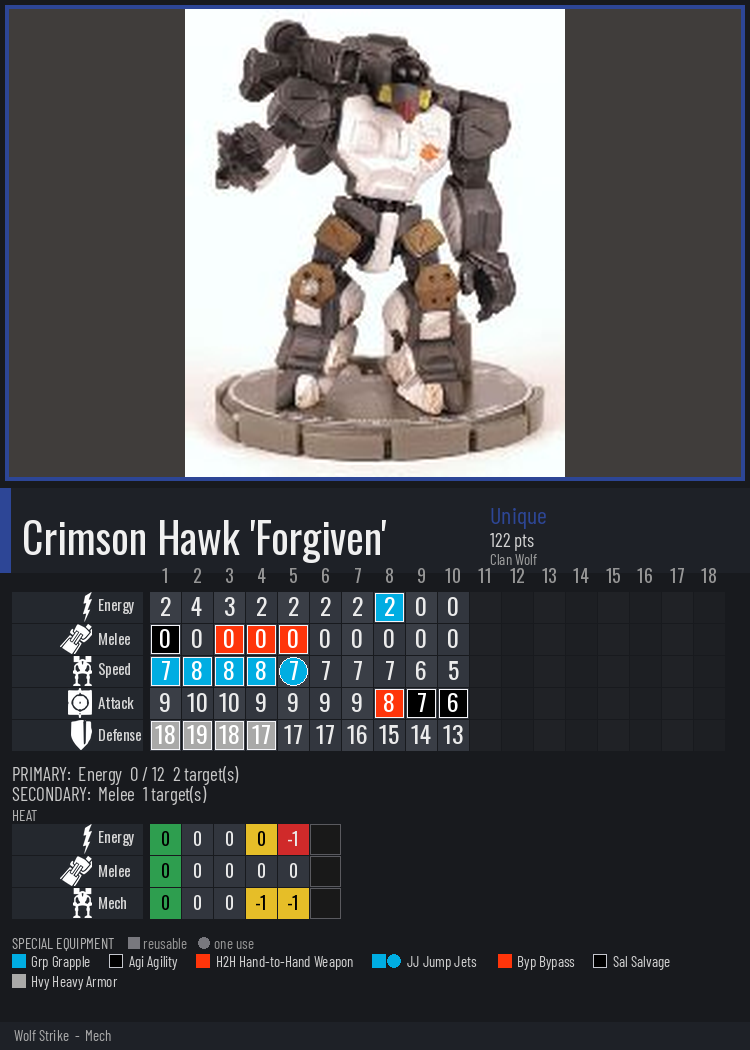 Crimson Hawk 'Forgiven'
Unique
122 pts
Clan Wolf
1 2 3 4 5 6 7 8 9 10 11 12 13 14 15 16 17 18
Energy 2 4 3 2 2 2 2 2 0 0
Melee 0 0 0 0 0 0 0 0 0 0
Speed 7 8 8 8 7 7 7 7 6 5
Attack 9 10 10 9 9 9 9 8 7 6
Defense 18 19 18 17 17 17 16 15 14 13
PRIMARY: Energy 0 / 12 2 target(s)
SECONDARY: Melee 1 target(s)
HEAT
Energy 0 0 0 0 -1
Melee 0 0 0 0 0
Mech 0 0 0 -1 -1
SPECIAL EQUIPMENT reusable one use
Grp Grapple Agi Agility H2H Hand-to-Hand Weapon JJ Jump Jets Byp Bypass Sal Salvage
Hvy Heavy Armor
Wolf Strike - Mech